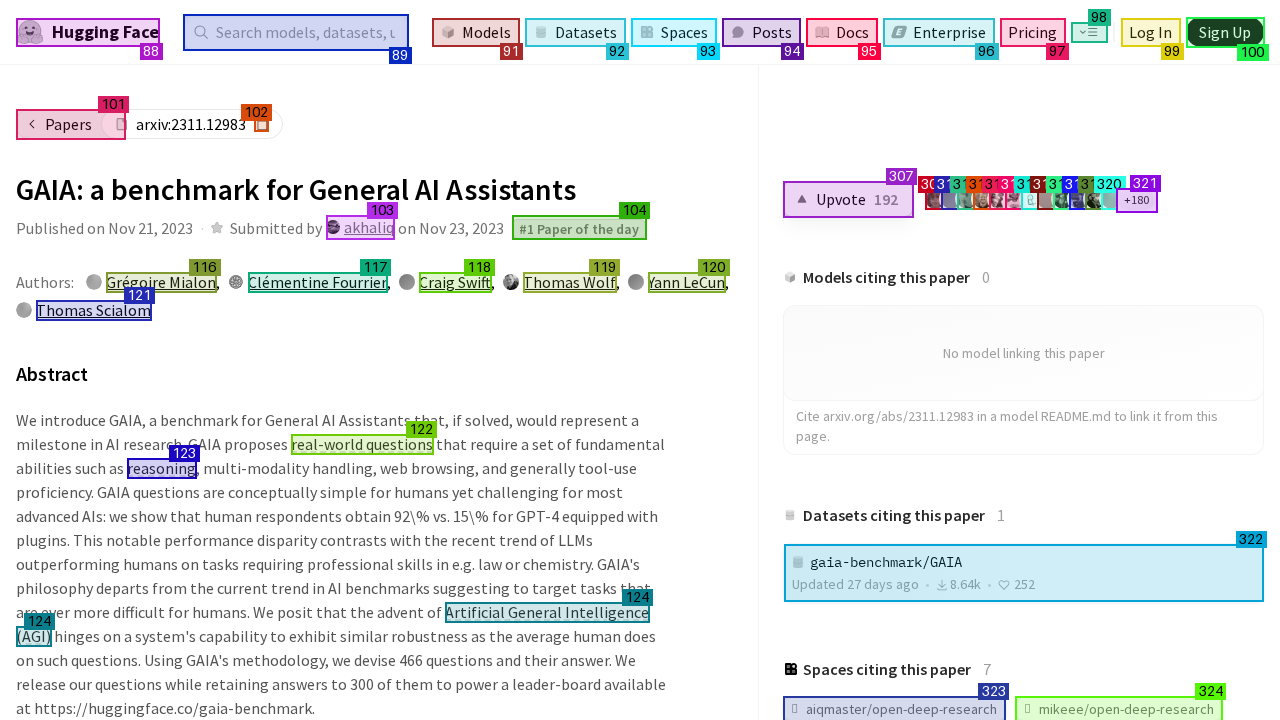 Hugging Face
88
Search models, datasets, u
89
Models
91
Datasets
92
Spaces
93
Posts
94
Docs
95
Enterprise
96
Pricing
97
98
Log In
99
Sign Up
100
101
Papers
arxiv:2311.12983
102
GAIA: a benchmark for General AI Assistants
Published on Nov 21, 2023 · Submitted by akhaliq on Nov 23, 2023 #1 Paper of the day
103
104
Authors: Grégoire Mialon, Clémentine Fourrier, Craig Swift, Thomas Wolf, Yann LeCun,
116
117
118
119
120
Thomas Scialom
121
Abstract
We introduce GAIA, a benchmark for General AI Assistants that, if solved, would represent a
milestone in AI research. GAIA proposes real-world questions that require a set of fundamental
122
abilities such as reasoning, multi-modality handling, web browsing, and generally tool-use
123
proficiency. GAIA questions are conceptually simple for humans yet challenging for most
advanced AIs: we show that human respondents obtain 92\% vs. 15\% for GPT-4 equipped with
plugins. This notable performance disparity contrasts with the recent trend of LLMs
outperforming humans on tasks requiring professional skills in e.g. law or chemistry. GAIA's
philosophy departs from the current trend in AI benchmarks suggesting to target tasks that
are ever more difficult for humans. We posit that the advent of Artificial General Intelligence
124
(AGI) hinges on a system's capability to exhibit similar robustness as the average human does
124
on such questions. Using GAIA's methodology, we devise 466 questions and their answer. We
release our questions while retaining answers to 300 of them to power a leader-board available
at https://huggingface.co/gaia-benchmark.
Upvote 192
307
320
321
+180
Models citing this paper 0
No model linking this paper
Cite arxiv.org/abs/2311.12983 in a model README.md to link it from this
page.
Datasets citing this paper 1
322
gaia-benchmark/GAIA
Updated 27 days ago · 8.64k · 252
Spaces citing this paper 7
323
aiqmaster/open-deep-research
324
mikeee/open-deep-research